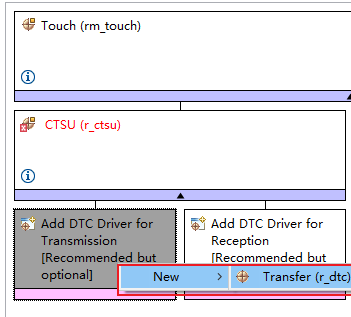 Touch (rm_touch)
CTSU (r_ctsu)
Add DTC Driver for
Transmission
[Recommended but
optional]
Add DTC Driver for
Reception
[Recommended but
New
Transfer (r_dtc)